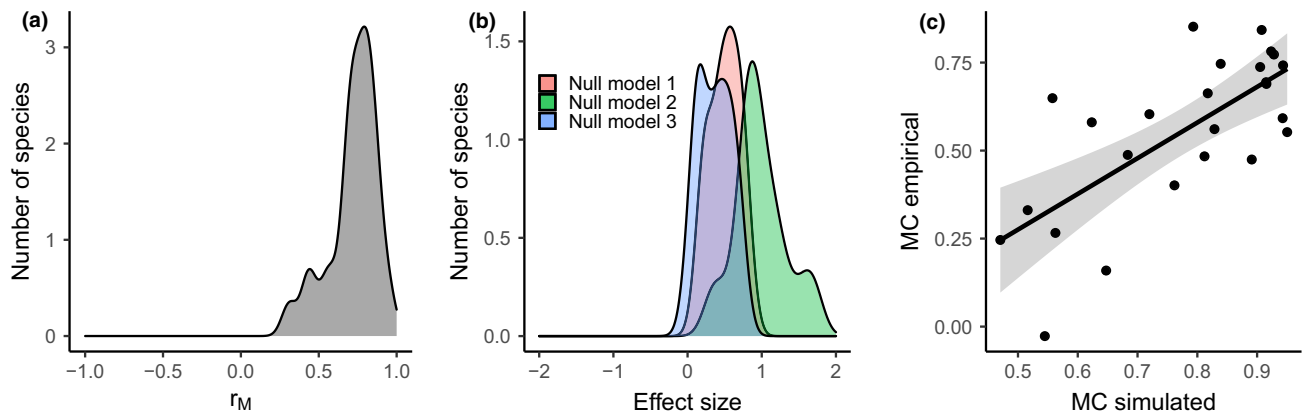 (a)
Number of species
3
2
1
0
−1.0 −0.5 0.0 0.5 1.0
rM
(b)
Number of species
1.5
1.0
0.5
0.0
Null model 1
Null model 2
Null model 3
−2 −1 0 1 2
Effect size
(c)
MC empirical
0.75
0.50
0.25
0.00
0.5 0.6 0.7 0.8 0.9
MC simulated